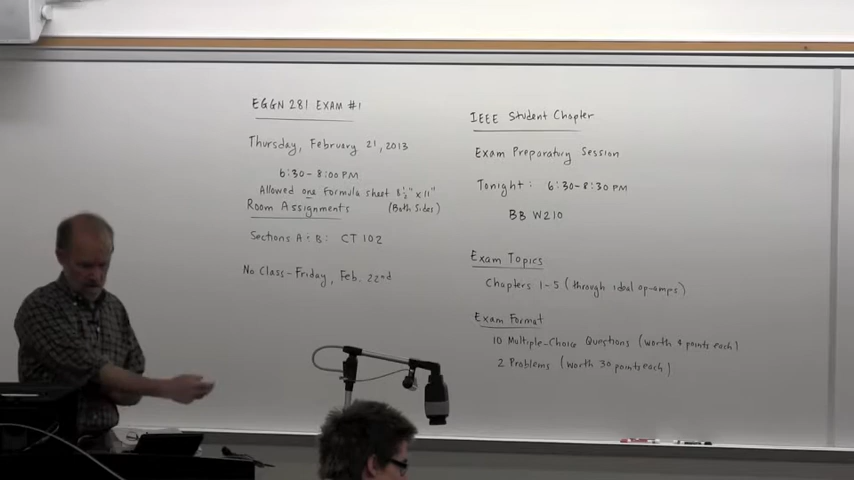 EGGN 281 EXAM #1
Thursday, February 21, 2013
6:30-8:00 PM
Allowed one formula sheet 8½" x 11"
(Both Sides)
Room Assignments
Sections A & B: CT 102
No Class-Friday, Feb. 22nd
IEEE Student Chapter
Exam Preparatory Session
Tonight: 6:30-8:30 PM
BB W210
Exam Topics
Chapters 1-5 (through ideal op-amps)
Exam Format
10 Multiple-Choice Questions (worth 4 points each)
2 Problems (worth 30 points each)